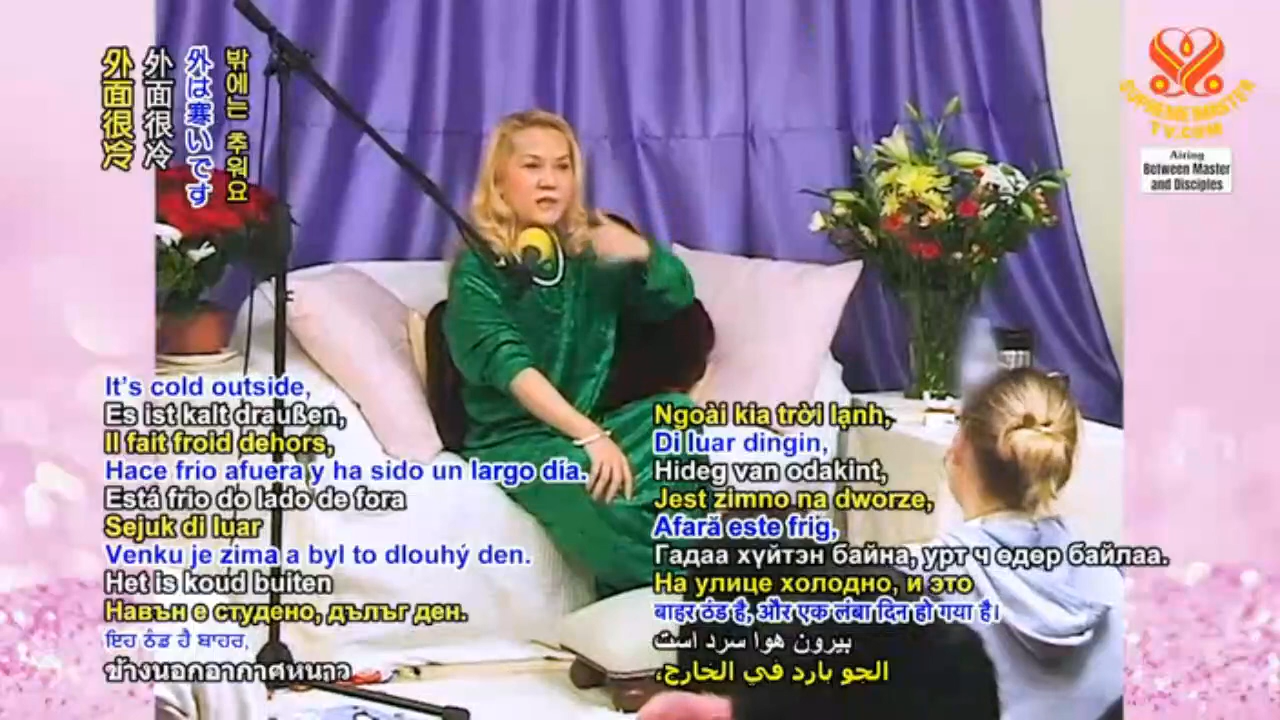 밖에는 추워요
外は寒いです
外面很冷
外面很冷
SUPREME MASTER
TV.COM
Airing
Between Master
and Disciples
It's cold outside,
Es ist kalt draußen,
Il fait froid dehors,
Hace frio afuera y ha sido un largo día.
Está frio do lado de fora
Sejuk di luar
Venku je zima a byl to dlouhý den.
Het is koud buiten
Навън е студено, дълъг ден.
ਇਹ ਠੰਡ ਹੈ ਬਾਹਰ,
ข้างนอกอากาศหนาว
Ngoài kia trời lạnh,
Di luar dingin,
Hideg van odakint,
Jest zimno na dworze,
Afară este frig,
Гадаа хүйтэн байна, урт ч өдөр байлаа.
На улице холодно, и это
बाहर ठंड है, और एक लंबा दिन हो गया है।
بیرون هوا سرد است
الجو بارد في الخارج،